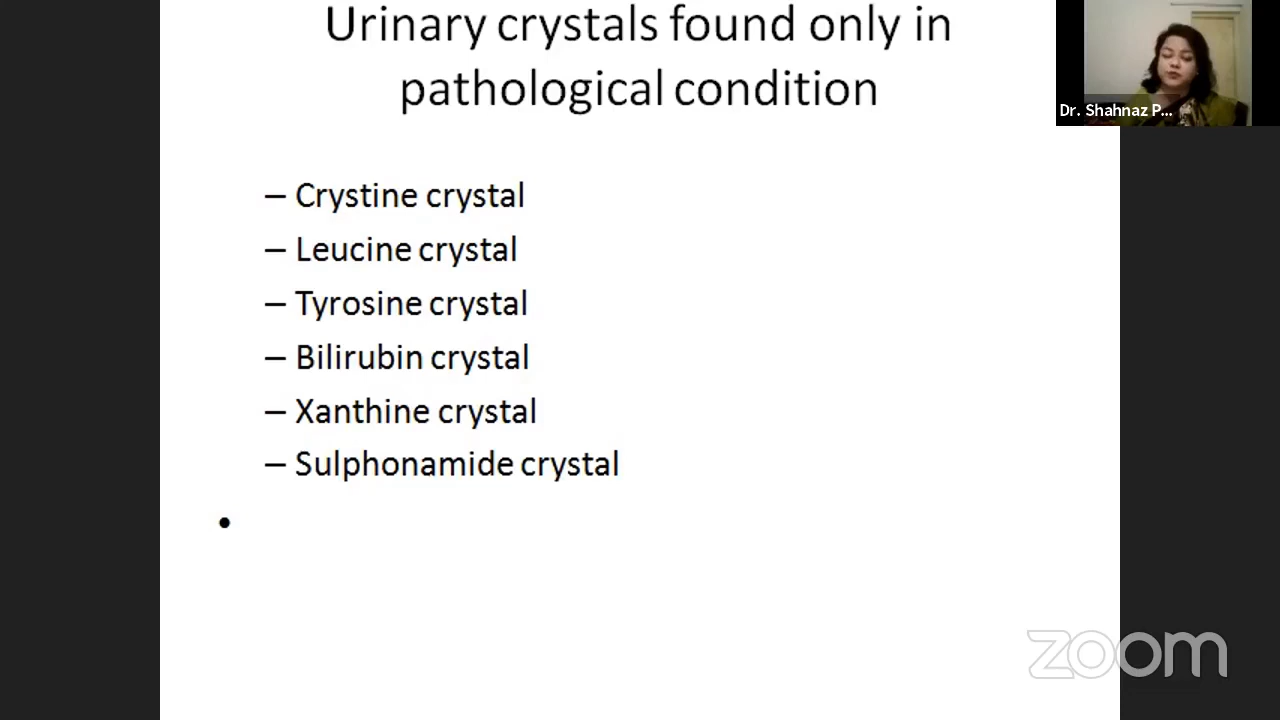 Urinary crystals found only in
pathological condition
Dr. Shahnaz P...
– Crystine crystal
– Leucine crystal
– Tyrosine crystal
– Bilirubin crystal
– Xanthine crystal
– Sulphonamide crystal
•
zoom